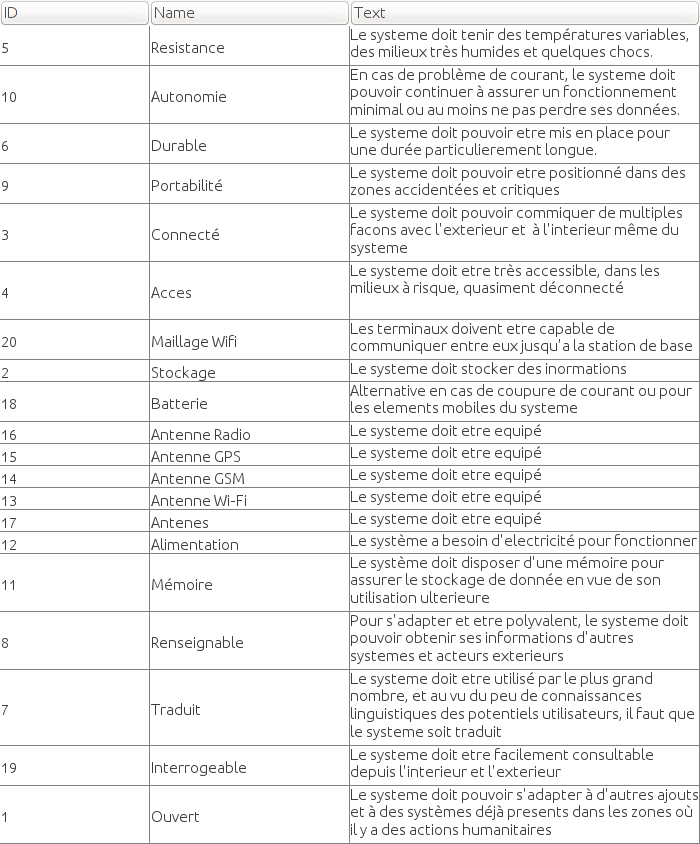 ID Name Text
5 Resistance Le systeme doit tenir des températures variables,
des milieux très humides et quelques chocs.
10 Autonomie En cas de problème de courant, le systeme doit
pouvoir continuer à assurer un fonctionnement
minimal ou au moins ne pas perdre ses données.
6 Durable Le systeme doit pouvoir etre mis en place pour
une durée particulierement longue.
9 Portabilité Le systeme doit pouvoir etre positionné dans des
zones accidentées et critiques
3 Connecté Le systeme doit pouvoir commiquer de multiples
facons avec l'exterieur et à l'interieur même du
systeme
4 Acces Le systeme doit etre très accessible, dans les
milieux à risque, quasiment déconnecté
20 Maillage Wifi Les terminaux doivent etre capable de
communiquer entre eux jusqu'a la station de base
2 Stockage Le systeme doit stocker des inormations
18 Batterie Alternative en cas de coupure de courant ou pour
les elements mobiles du systeme
16 Antenne Radio Le systeme doit etre equipé
15 Antenne GPS Le systeme doit etre equipé
14 Antenne GSM Le systeme doit etre equipé
13 Antenne Wi-Fi Le systeme doit etre equipé
17 Antenes Le systeme doit etre equipé
12 Alimentation Le système a besoin d'electricité pour fonctionner
11 Mémoire Le système doit disposer d'une mémoire pour
assurer le stockage de donnée en vue de son
utilisation ulterieure
8 Renseignable Pour s'adapter et etre polyvalent, le systeme doit
pouvoir obtenir ses informations d'autres
systemes et acteurs exterieurs
7 Traduit Le systeme doit etre utilisé par le plus grand
nombre, et au vu du peu de connaissances
linguistiques des potentiels utilisateurs, il faut que
le systeme soit traduit
19 Interrogeable Le systeme doit etre facilement consultable
depuis l'interieur et l'exterieur
1 Ouvert Le systeme doit pouvoir s'adapter à d'autres ajouts
et à des systèmes déjà presents dans les zones où
il y a des actions humanitaires